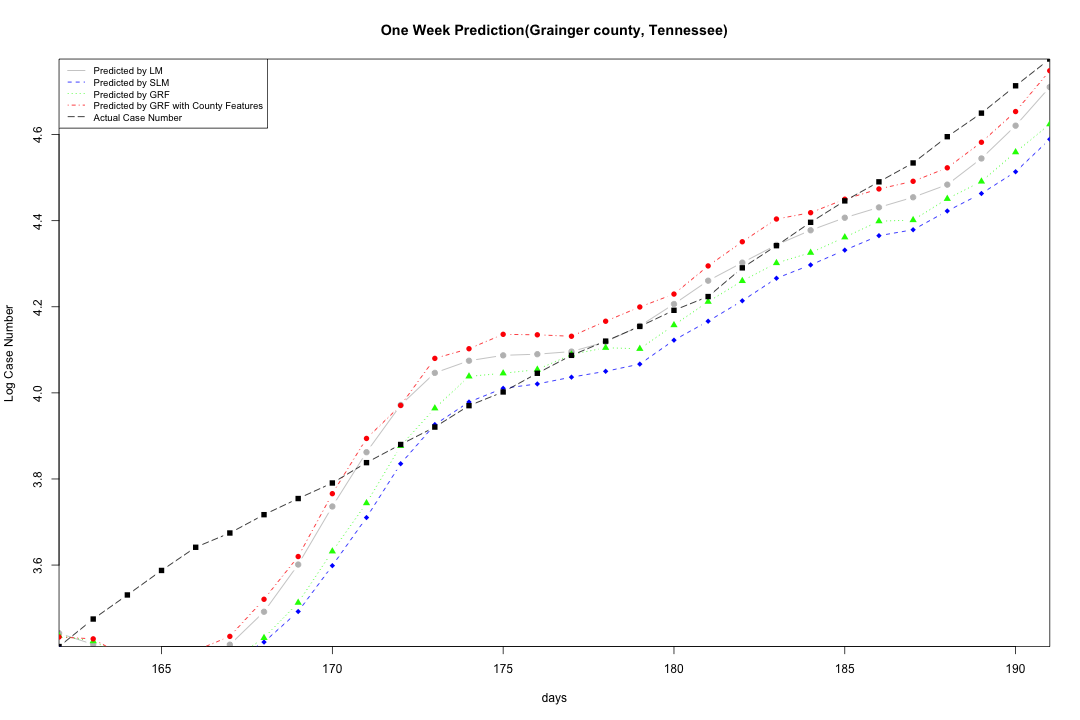 One Week Prediction(Grainger county, Tennessee)
Predicted by LM
Predicted by SLM
Predicted by GRF
Predicted by GRF with County Features
Actual Case Number
Log Case Number
4.6
4.4
4.2
4.0
3.8
3.6
165 170 175 180 185 190
days